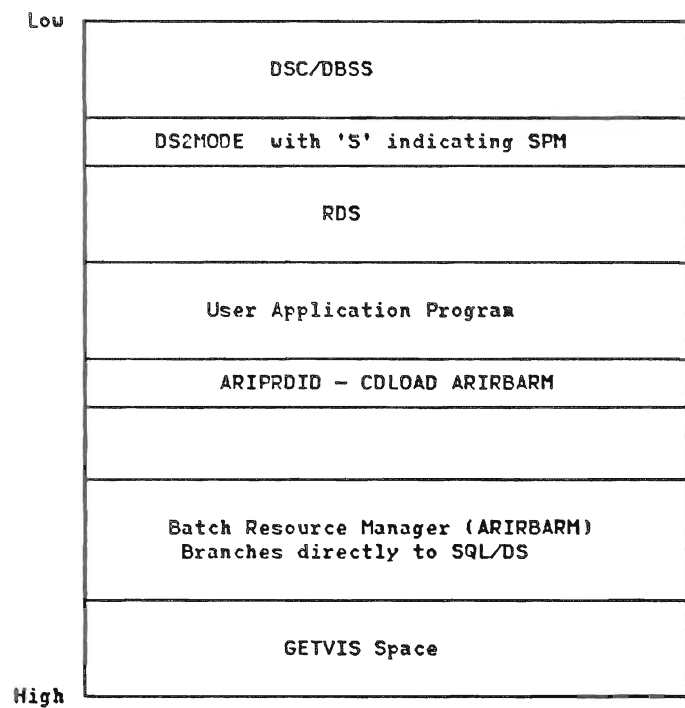 Low
DSC/DBSS
DS2MODE with 'S' indicating SPM
RDS
User Application Program
ARIPRDID - CDLOAD ARIRBARM
Batch Resource Manager (ARIRBARM)
Branches directly to SQL/DS
GETVIS Space
High